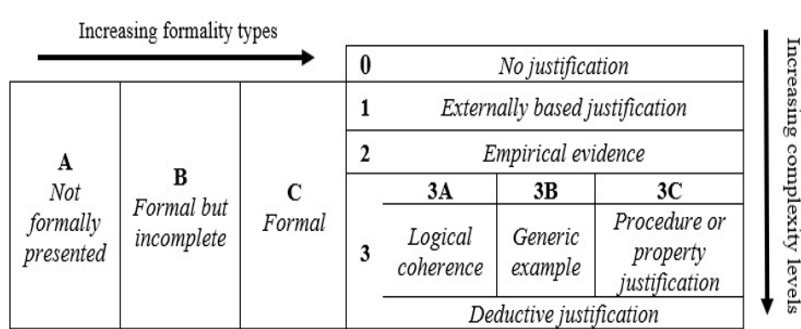 Increasing formality types
0 No justification
1 Externally based justification
2 Empirical evidence
A
Not
formally
presented
B
Formal but
incomplete
C
Formal
3
3A
Logical
coherence
3B
Generic
example
3C
Procedure or
property
justification
Deductive justification
Increasing complexity levels